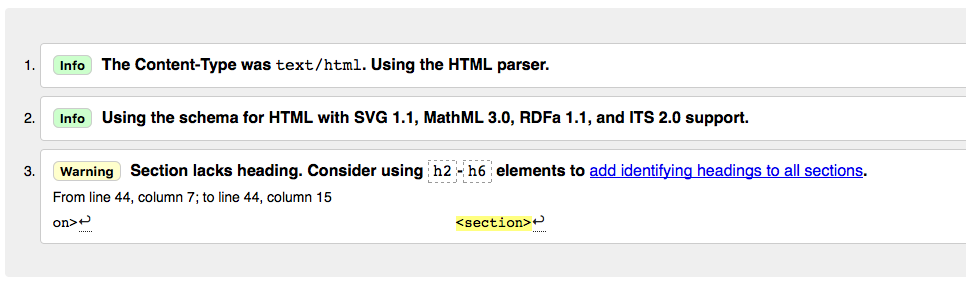 1. Info The Content-Type was text/html. Using the HTML parser.
2. Info Using the schema for HTML with SVG 1.1, MathML 3.0, RDFa 1.1, and ITS 2.0 support.
3. Warning Section lacks heading. Consider using h2-h6 elements to add identifying headings to all sections.
From line 44, column 7; to line 44, column 15
on>↩ <section>↩